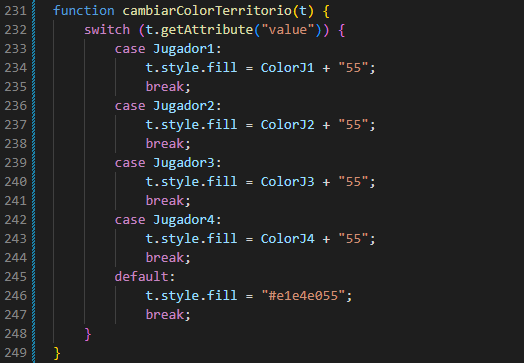 231 function cambiarColorTerritorio(t) {
232     switch (t.getAttribute("value")) {
233         case Jugador1:
234             t.style.fill = ColorJ1 + "55";
235             break;
236         case Jugador2:
237             t.style.fill = ColorJ2 + "55";
238             break;
239         case Jugador3:
240             t.style.fill = ColorJ3 + "55";
241             break;
242         case Jugador4:
243             t.style.fill = ColorJ4 + "55";
244             break;
245         default:
246             t.style.fill = "#e1e4e055";
247             break;
248     }
249 }